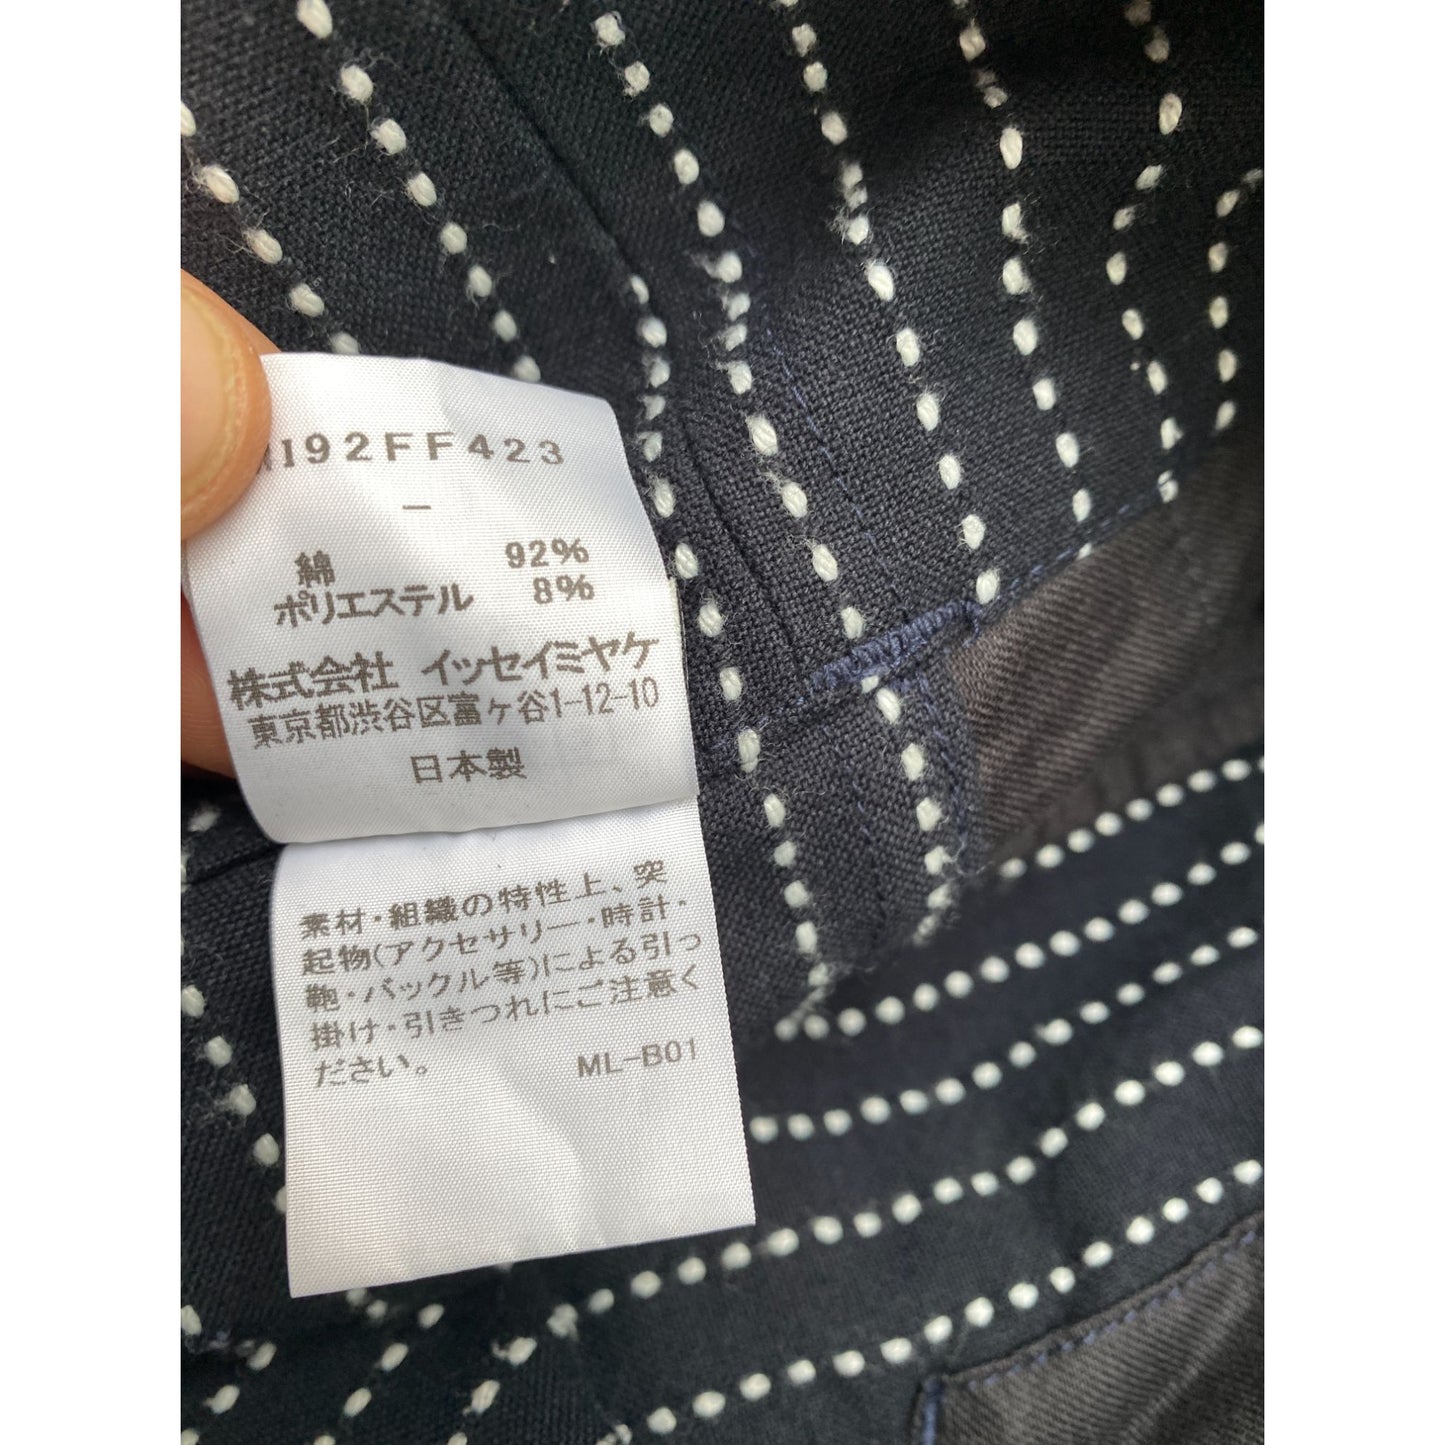 I92FF423
−
綿 92%
ポリエステル 8%
株式会社 イッセイミヤケ
東京都渋谷区富ヶ谷1-12-10
日本製
素材・組織の特性上、突
起物(アクセサリー・時計・
鞄・バックル等)による引っ
掛け・引きつれにご注意く
ださい。 ML-B01